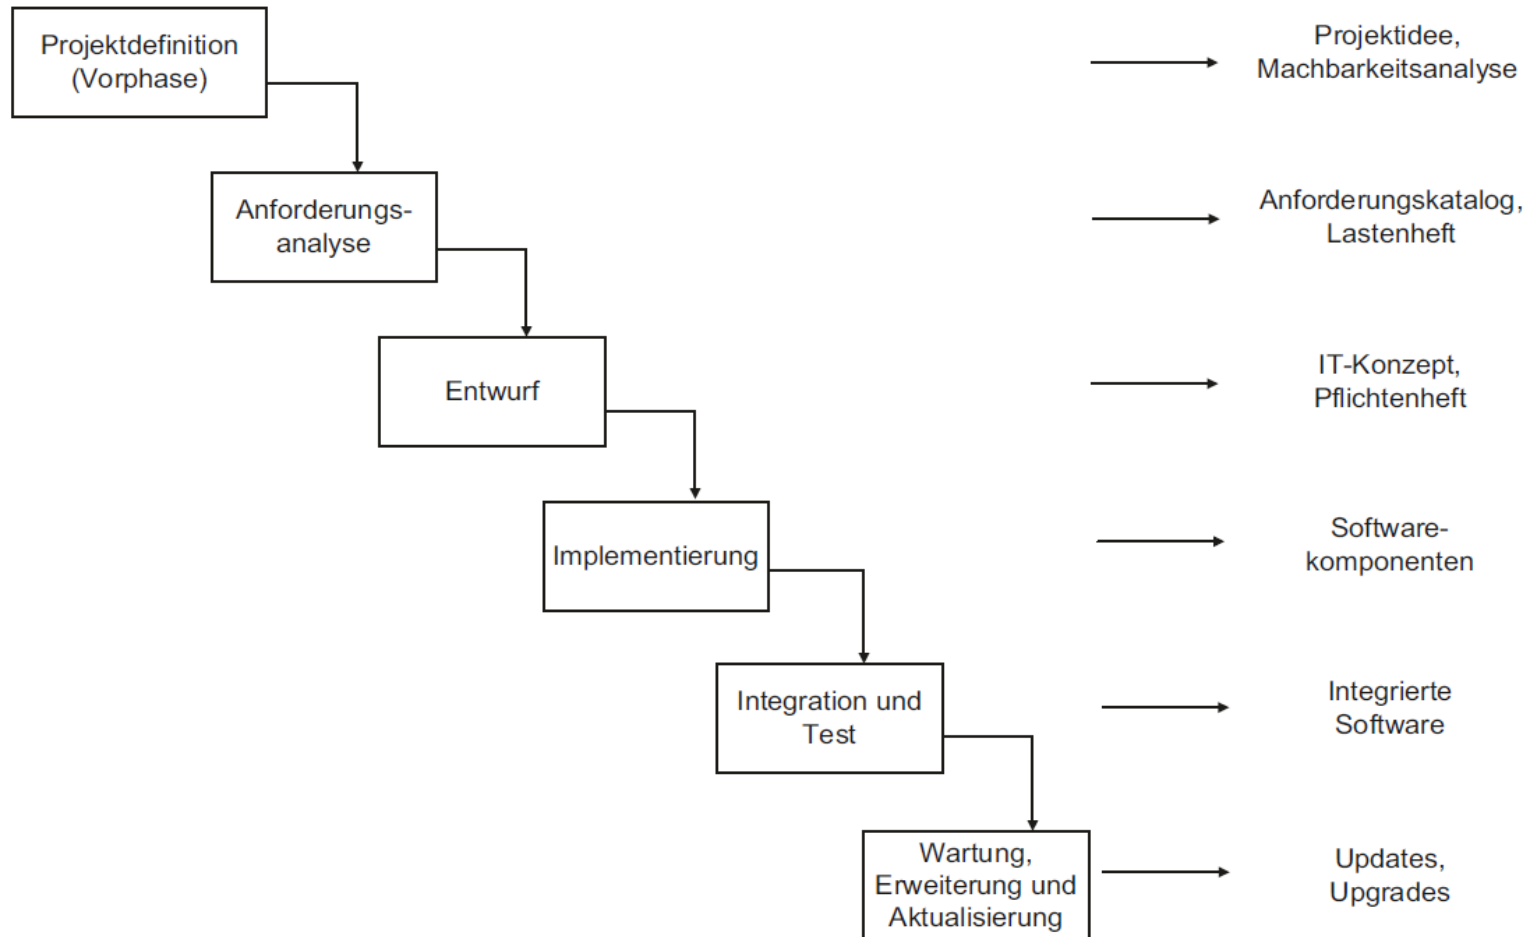 Projektdefinition
(Vorphase)
Projektidee,
Machbarkeitsanalyse
Anforderungs-
analyse
Anforderungskatalog,
Lastenheft
Entwurf
IT-Konzept,
Pflichtenheft
Implementierung
Software-
komponenten
Integration und
Test
Integrierte
Software
Wartung,
Erweiterung und
Aktualisierung
Updates,
Upgrades